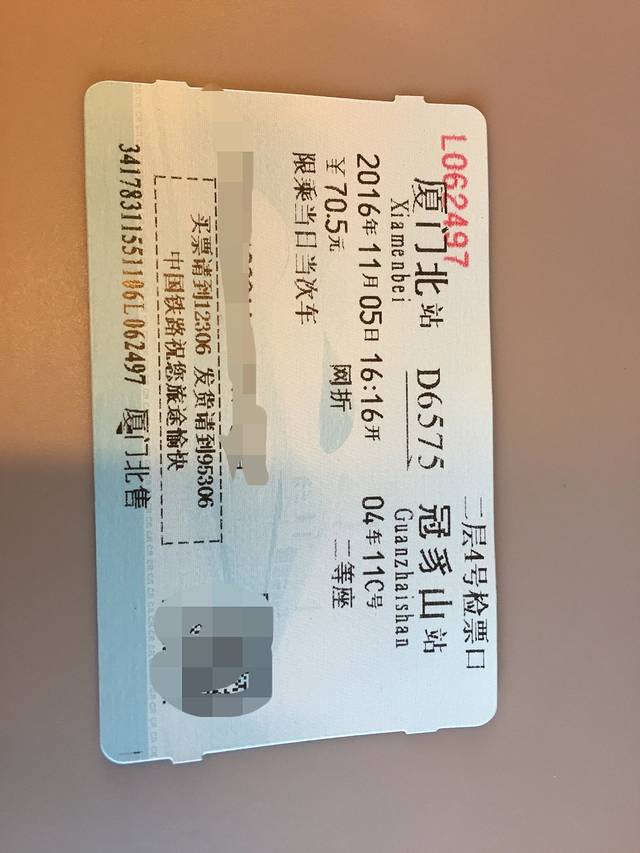 L062497
二层4号检票口
厦门北站 D6575 冠豸山站
Xiamenbei Guanzhaishan
2016年11月05日16:16开 04车11C号
¥70.5元 网折 二等座
限乘当日当次车
买票请到12306 发货请到95306
中国铁路祝您旅途愉快
34178311551106L062497 厦门北售